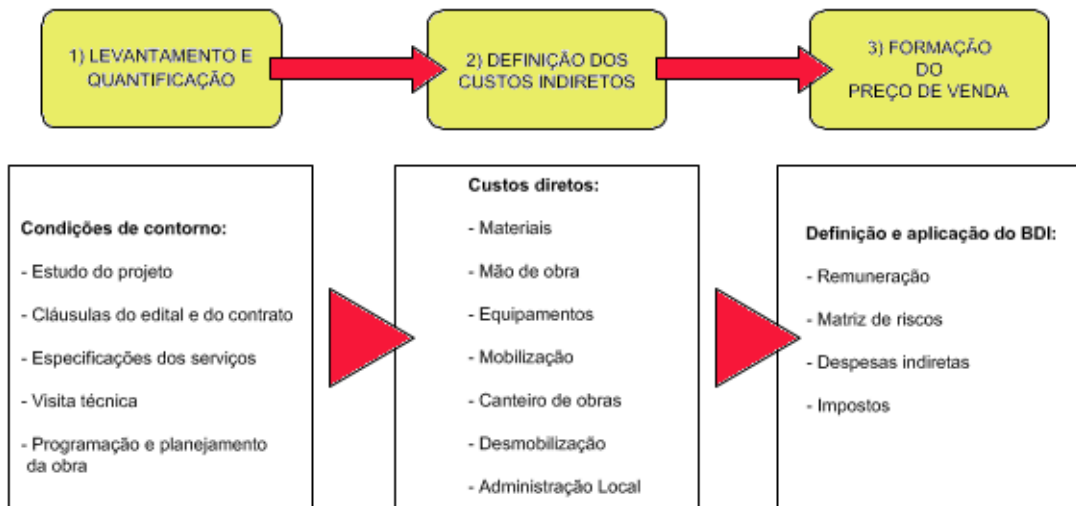 1) LEVANTAMENTO E
QUANTIFICAÇÃO
2) DEFINIÇÃO DOS
CUSTOS INDIRETOS
3) FORMAÇÃO
DO
PREÇO DE VENDA
Condições de contorno:
- Estudo do projeto
- Cláusulas do edital e do contrato
- Especificações dos serviços
- Visita técnica
- Programação e planejamento
da obra
Custos diretos:
- Materiais
- Mão de obra
- Equipamentos
- Mobilização
- Canteiro de obras
- Desmobilização
- Administração Local
Definição e aplicação do BDI:
- Remuneração
- Matriz de riscos
- Despesas indiretas
- Impostos